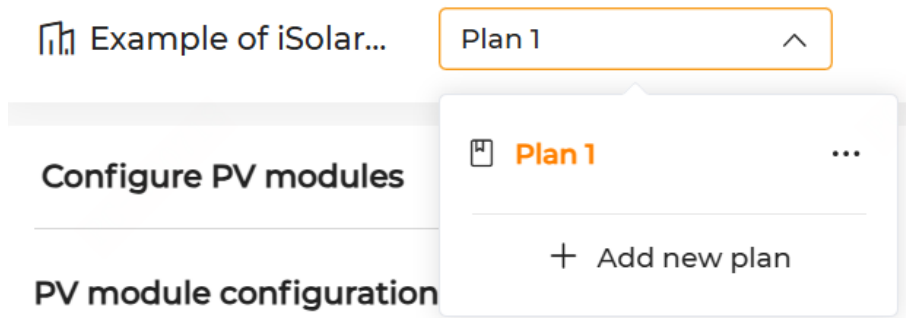 Example of iSolar...
Plan 1
Plan 1
Configure PV modules
Add new plan
PV module configuration